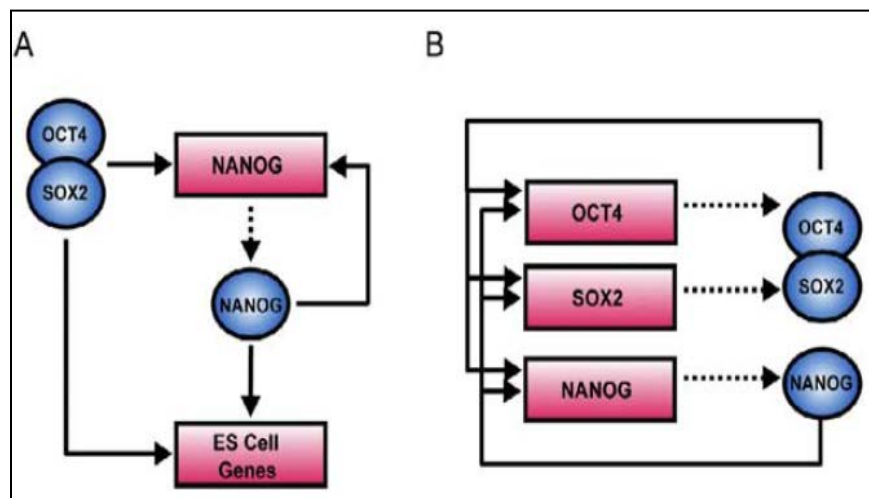 A
OCT4
SOX2
NANOG
NANOG
ES Cell
Genes
B
OCT4
SOX2
NANOG
OCT4
SOX2
NANOG